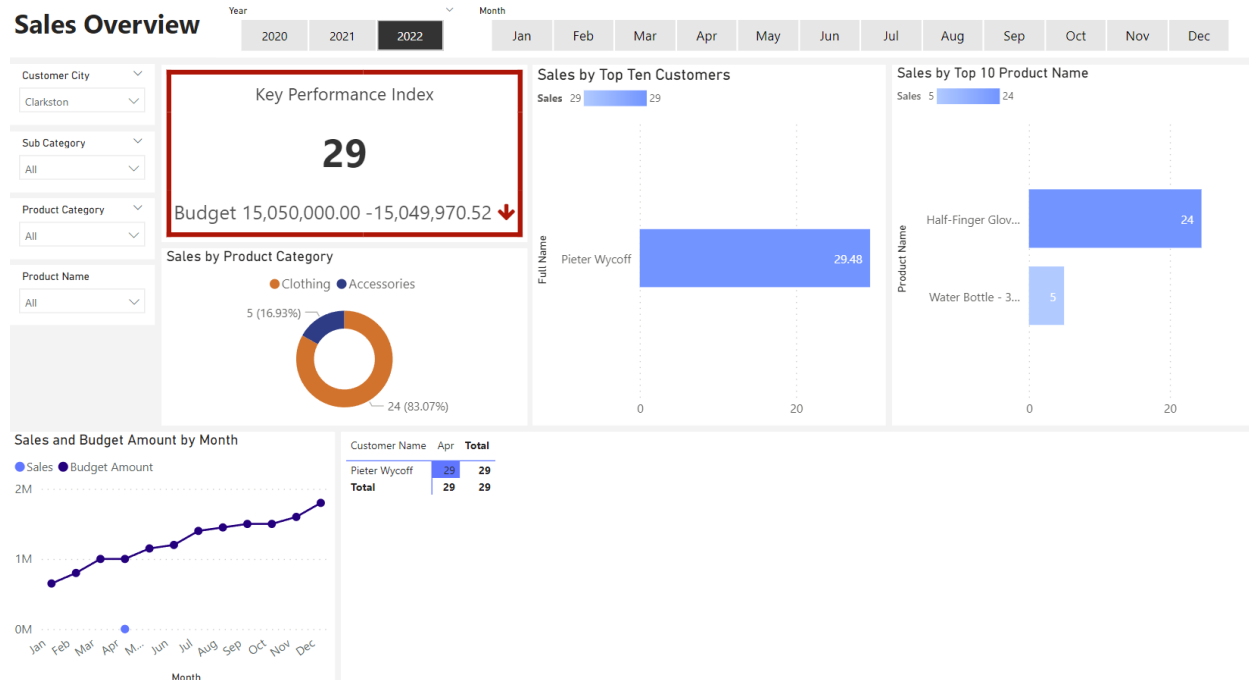 Sales Overview
Year
2020 2021 2022
Month
Jan Feb Mar Apr May Jun Jul Aug Sep Oct Nov Dec
Customer City
Clarkston
Sub Category
All
Product Category
All
Product Name
All
Key Performance Index
29
Budget 15,050,000.00 -15,049,970.52
Sales by Product Category
Clothing Accessories
5 (16.93%)
24 (83.07%)
Sales by Top Ten Customers
Sales 29 29
Full Name
Pieter Wycoff
29.48
0 20
Sales by Top 10 Product Name
Sales 5 24
Product Name
Half-Finger Glov...
24
Water Bottle - 3...
5
0 20
Sales and Budget Amount by Month
Sales Budget Amount
2M
1M
0M
Jan Feb Mar Apr M... Jun Jul Aug Sep Oct Nov Dec
Month
Customer Name Apr Total
Pieter Wycoff 29 29
Total 29 29